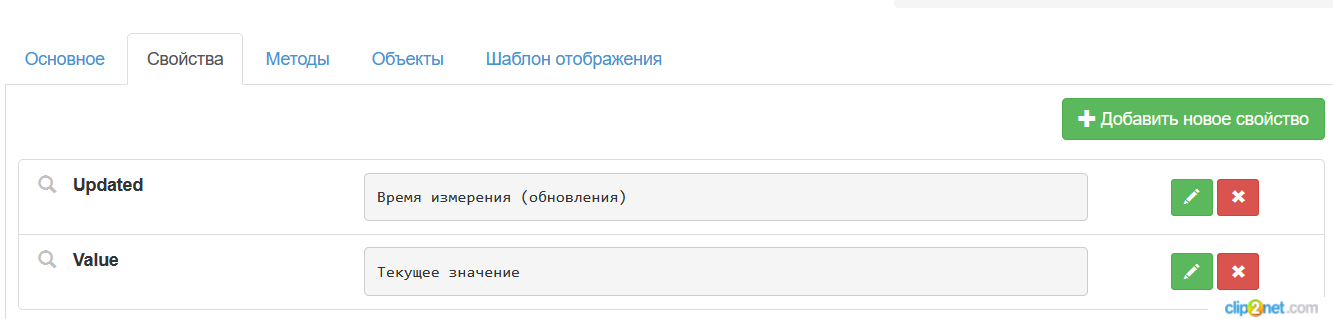 Основное Свойства Методы Объекты Шаблон отображения
Добавить новое свойство
Updated Время измерения (обновления)
Value Текущее значение
clip2net.com